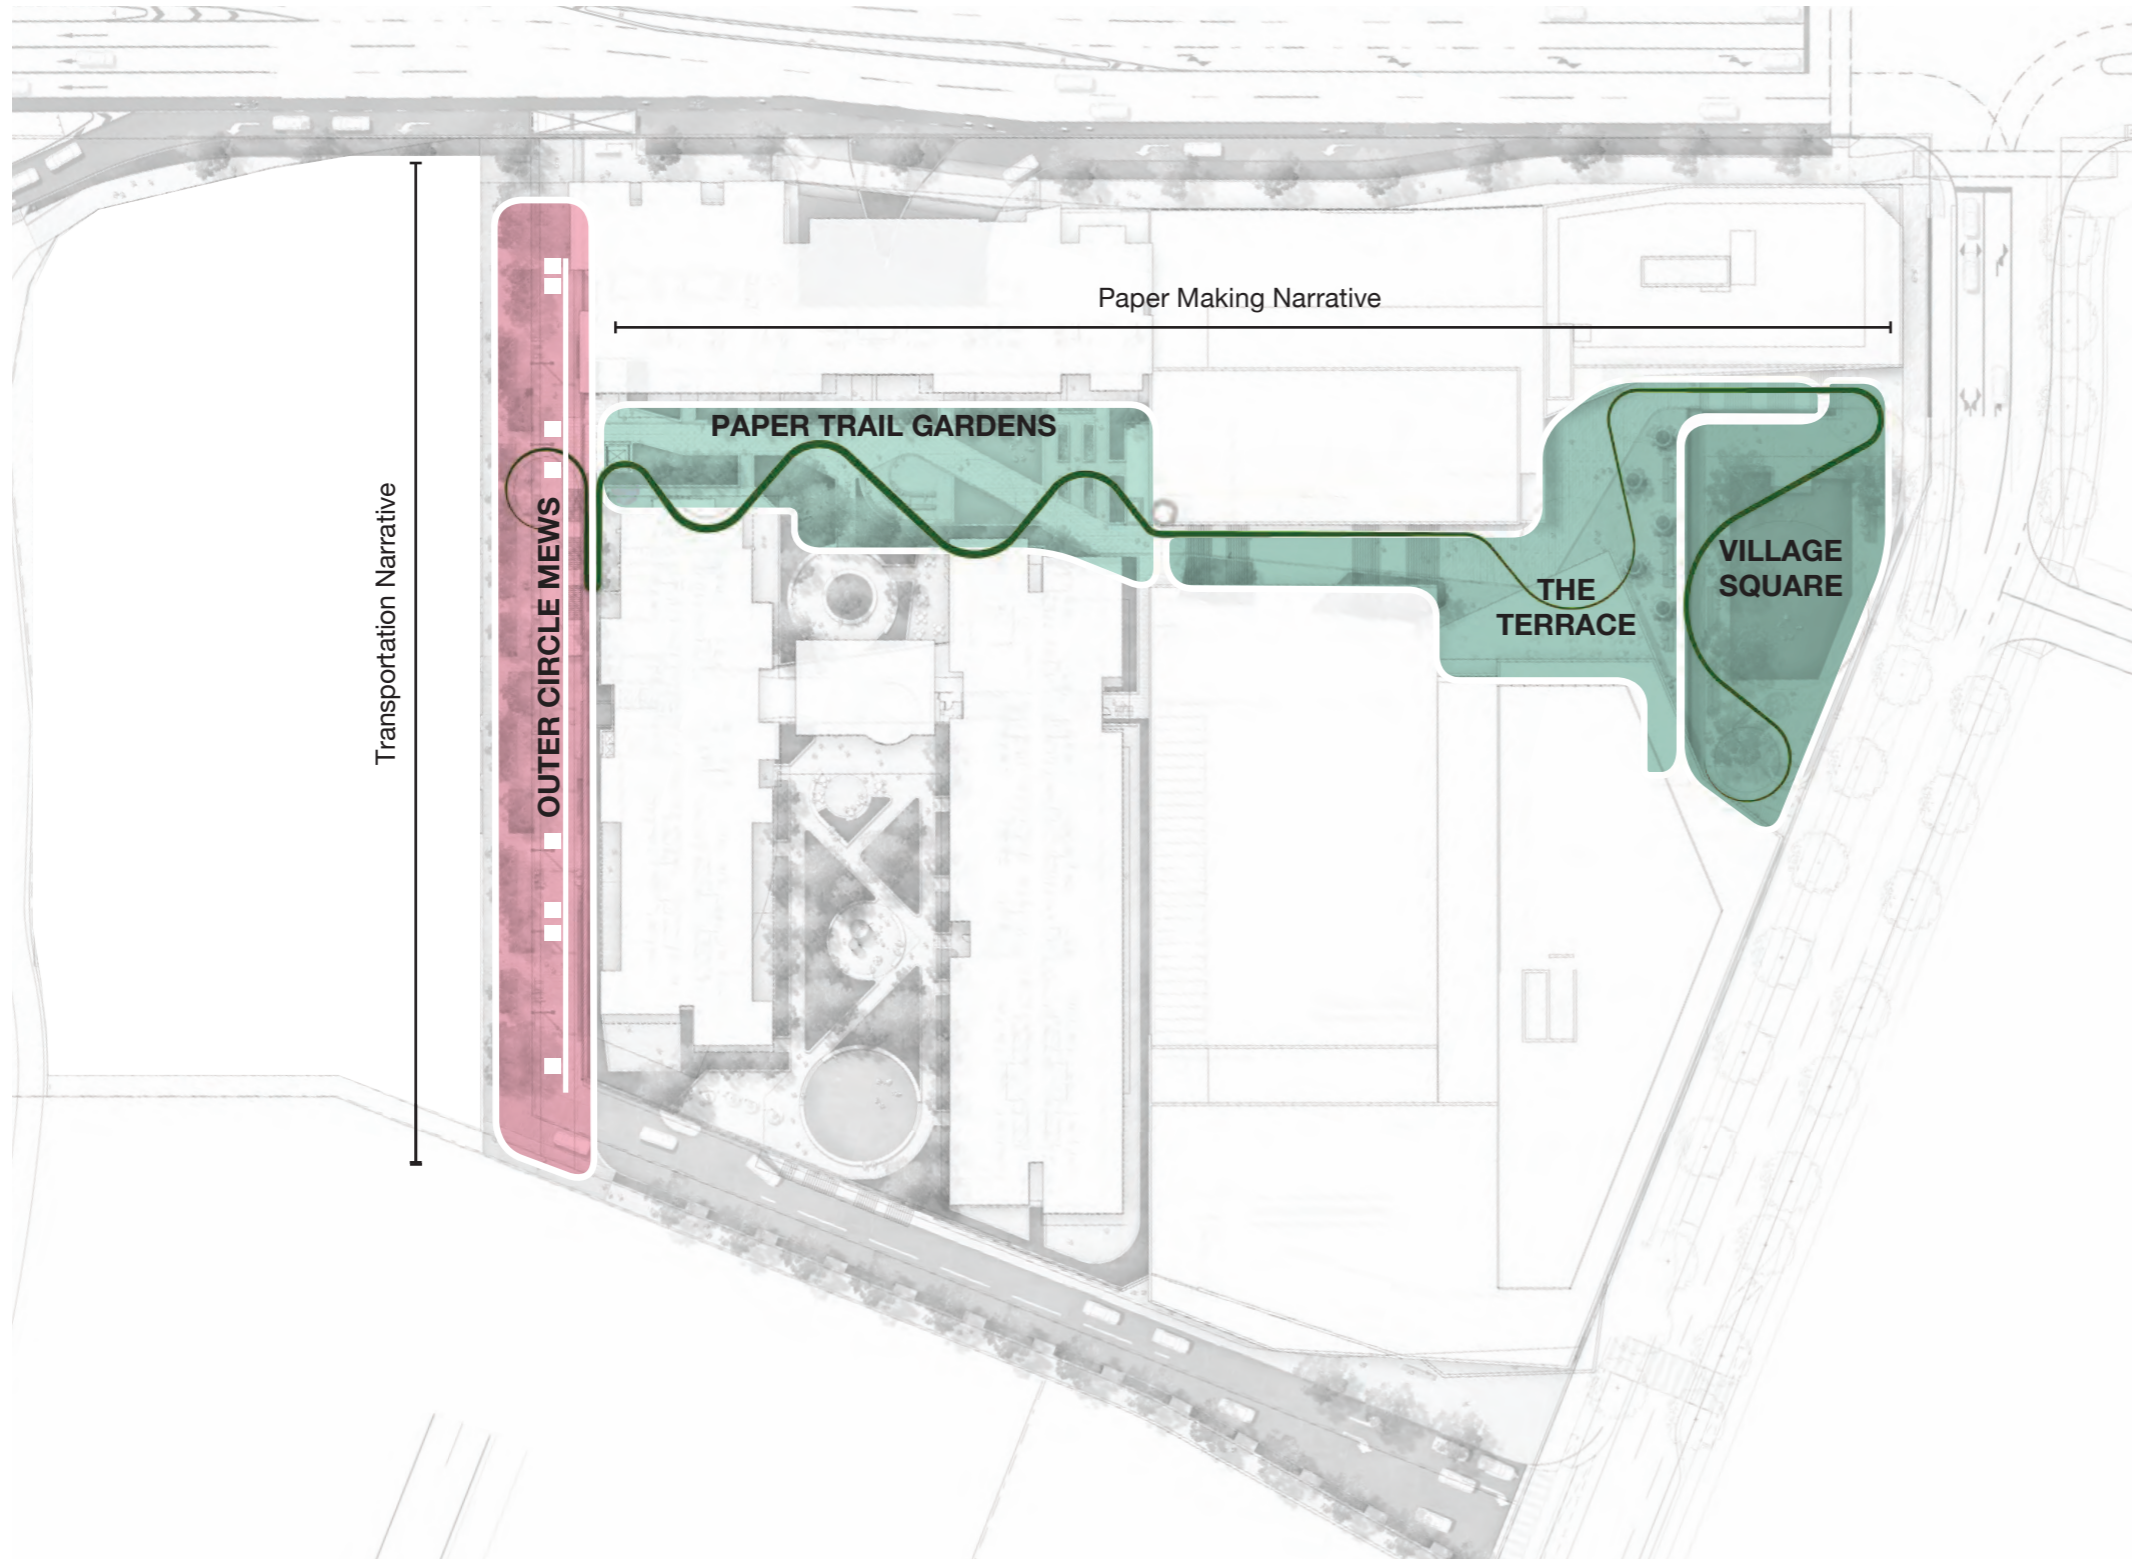 Paper Making Narrative
PAPER TRAIL GARDENS
Transportation Narrative
OUTER CIRCLE MEWS
VILLAGE
SQUARE
THE
TERRACE